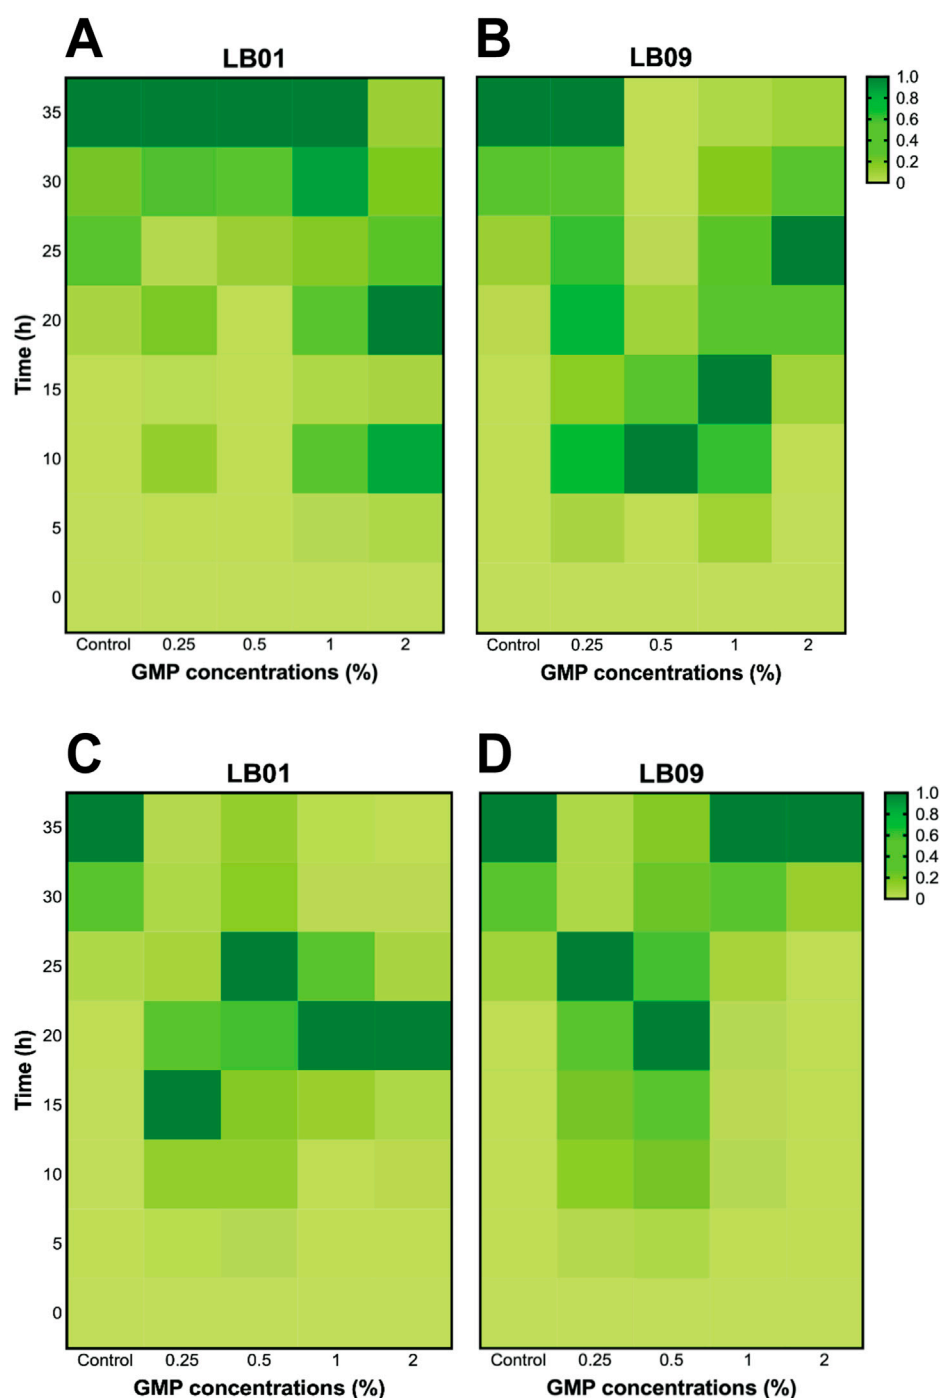 A
LB01
B
LB09
1.0
0.8
0.6
0.4
0.2
0
35
30
25
20
15
10
5
0
Time (h)
Control 0.25 0.5 1 2
GMP concentrations (%)
Control 0.25 0.5 1 2
GMP concentrations (%)
C
LB01
D
LB09
1.0
0.8
0.6
0.4
0.2
0
35
30
25
20
15
10
5
0
Time (h)
Control 0.25 0.5 1 2
GMP concentrations (%)
Control 0.25 0.5 1 2
GMP concentrations (%)